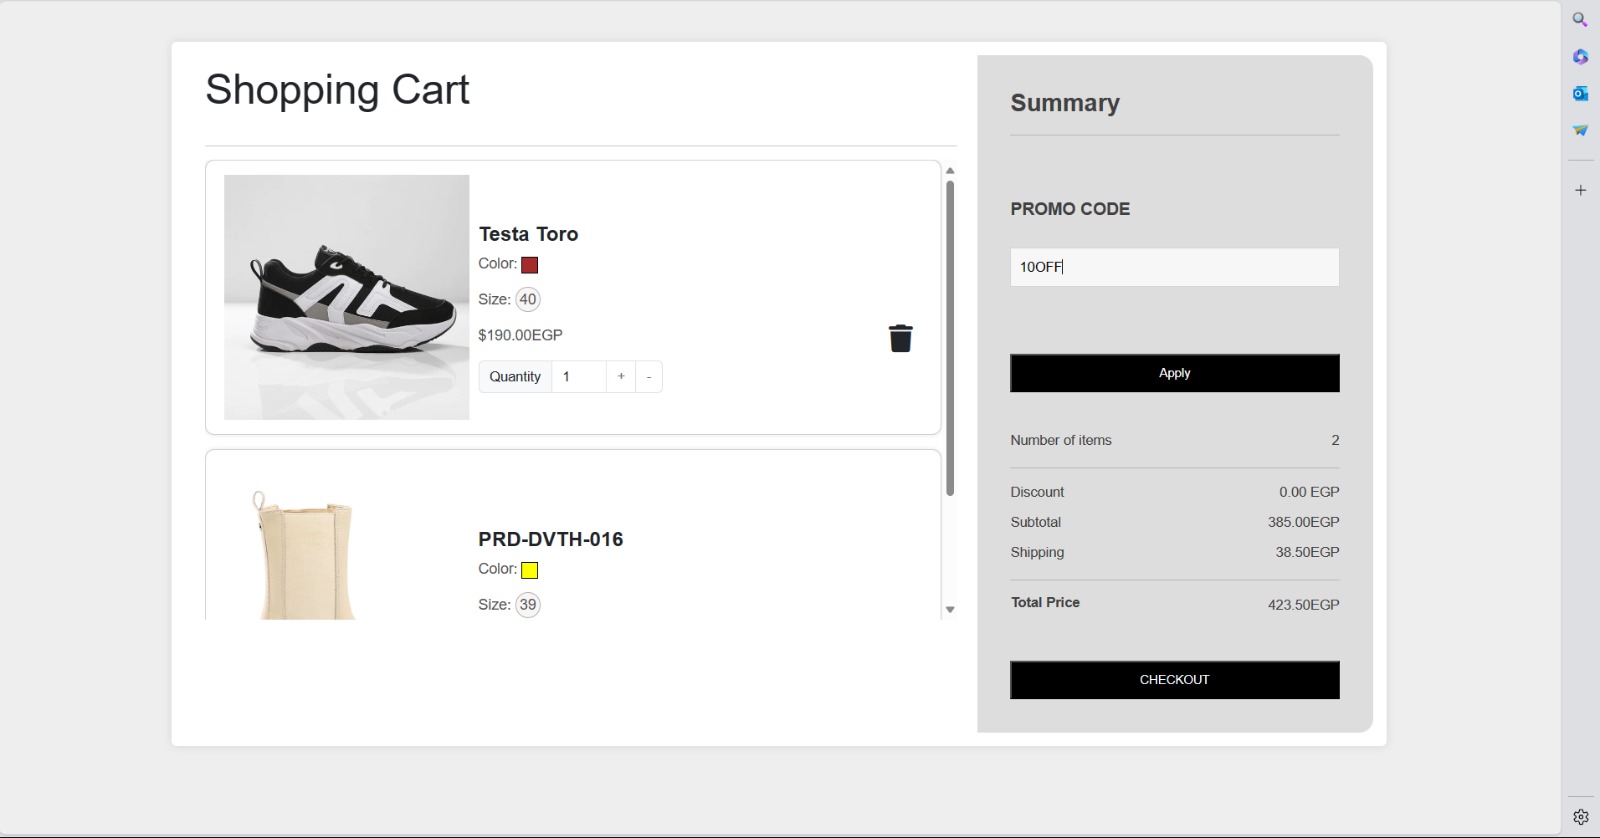 Shopping Cart
Testa Toro
Color:
Size: 40
$190.00EGP
Quantity 1 + -
PRD-DVTH-016
Color:
Size: 39
Summary
PROMO CODE
10OFF
Apply
Number of items 2
Discount 0.00 EGP
Subtotal 385.00EGP
Shipping 38.50EGP
Total Price 423.50EGP
CHECKOUT